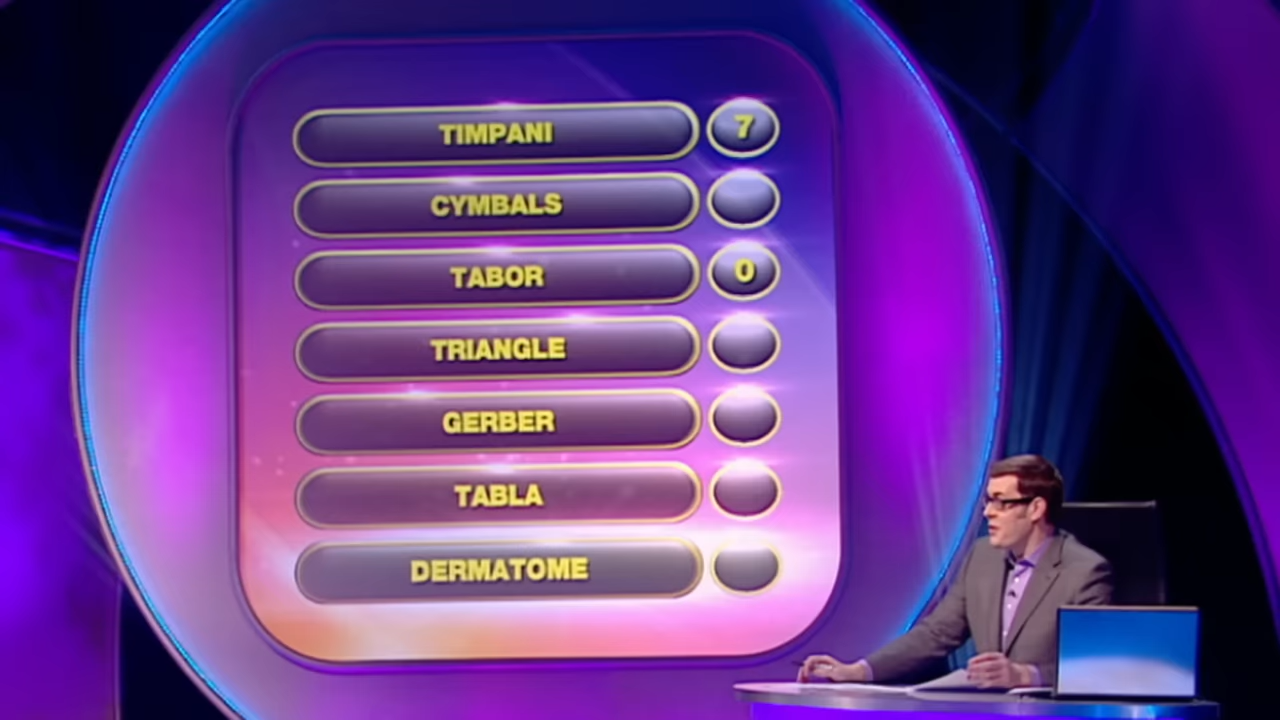 TIMPANI 7
CYMBALS
TABOR 0
TRIANGLE
GERBER
TABLA
DERMATOME